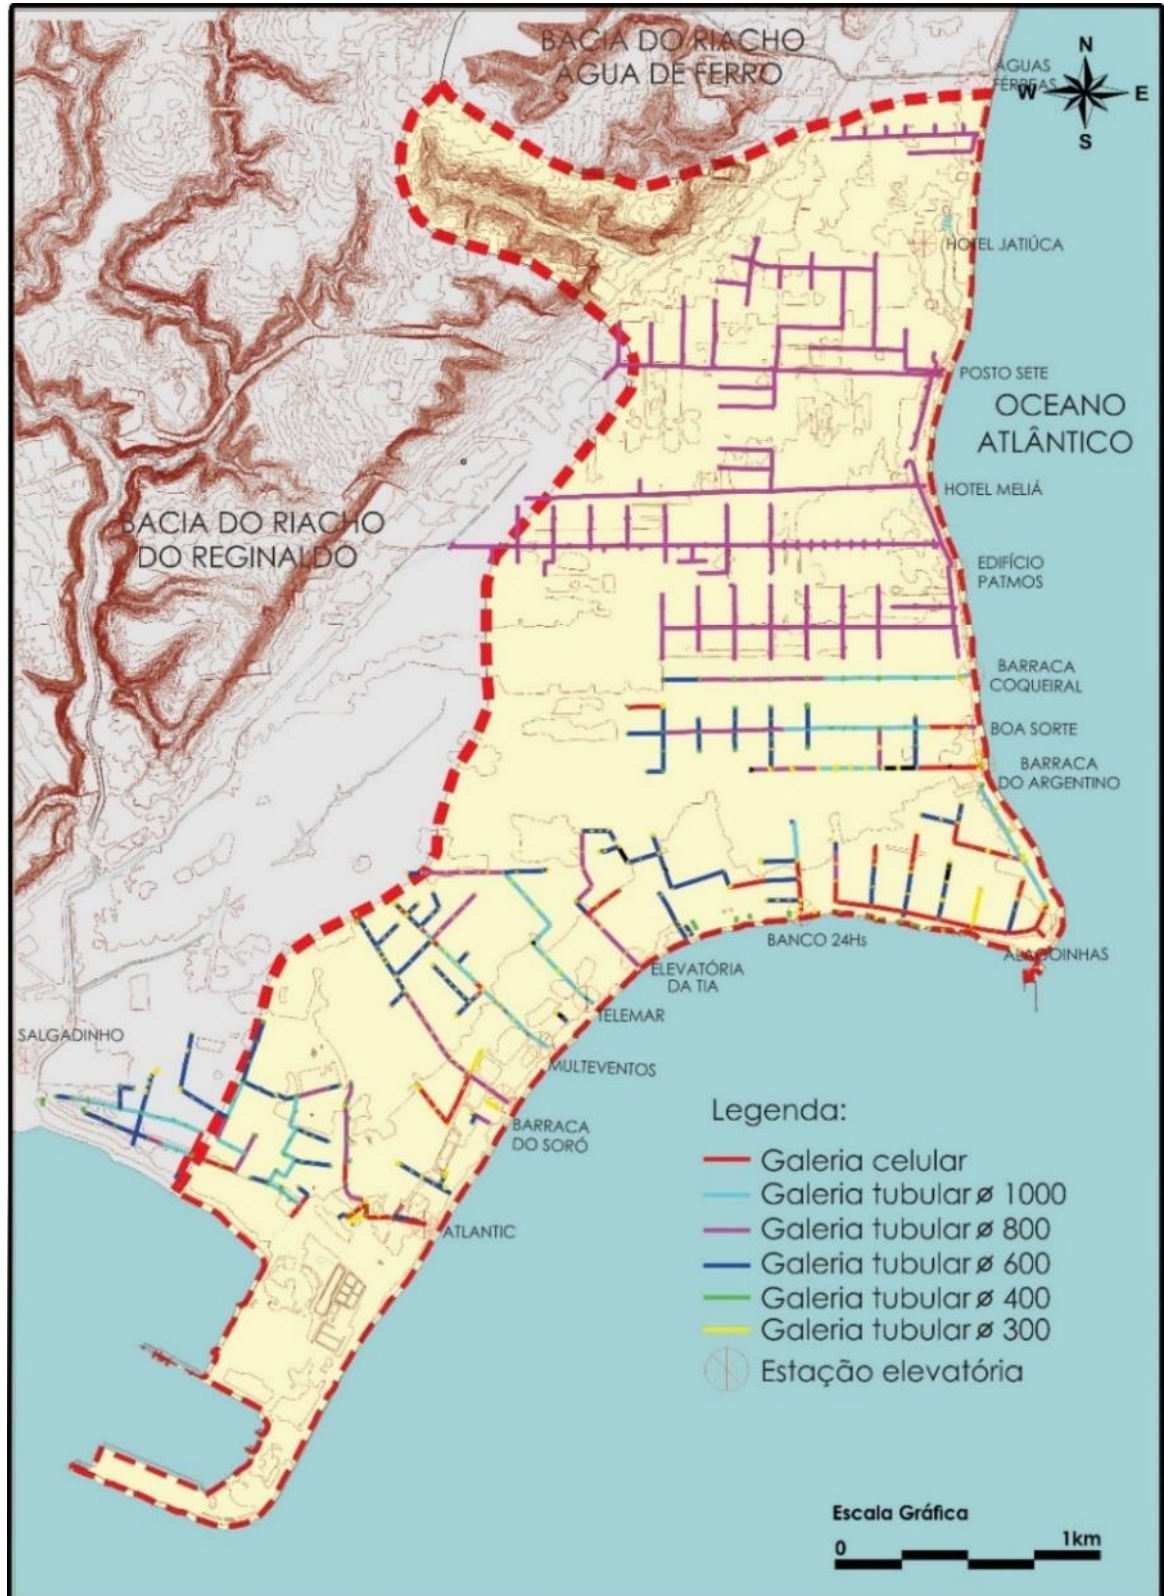 BACIA DO RIACHO
ÁGUA DE FERRO
ÁGUAS
FÉRREAS
N
W
E
S
HOTEL JATIÚCA
POSTO SETE
OCEANO
ATLÂNTICO
HOTEL MELIÁ
BACIA DO RIACHO
DO REGINALDO
EDIFÍCIO
PATMOS
BARRACA
COQUEIRAL
BOA SORTE
BARRACA
DO ARGENTINO
BANCO 24Hs
ALAGOINHAS
ELEVATÓRIA
DA TIA
TELEMAR
SALGADINHO
MULTEVENTOS
BARRACA
DO SORÓ
ATLANTIC
Legenda:
Galeria celular
Galeria tubular ø 1000
Galeria tubular ø 800
Galeria tubular ø 600
Galeria tubular ø 400
Galeria tubular ø 300
Estação elevatória
Escala Gráfica
0 1km